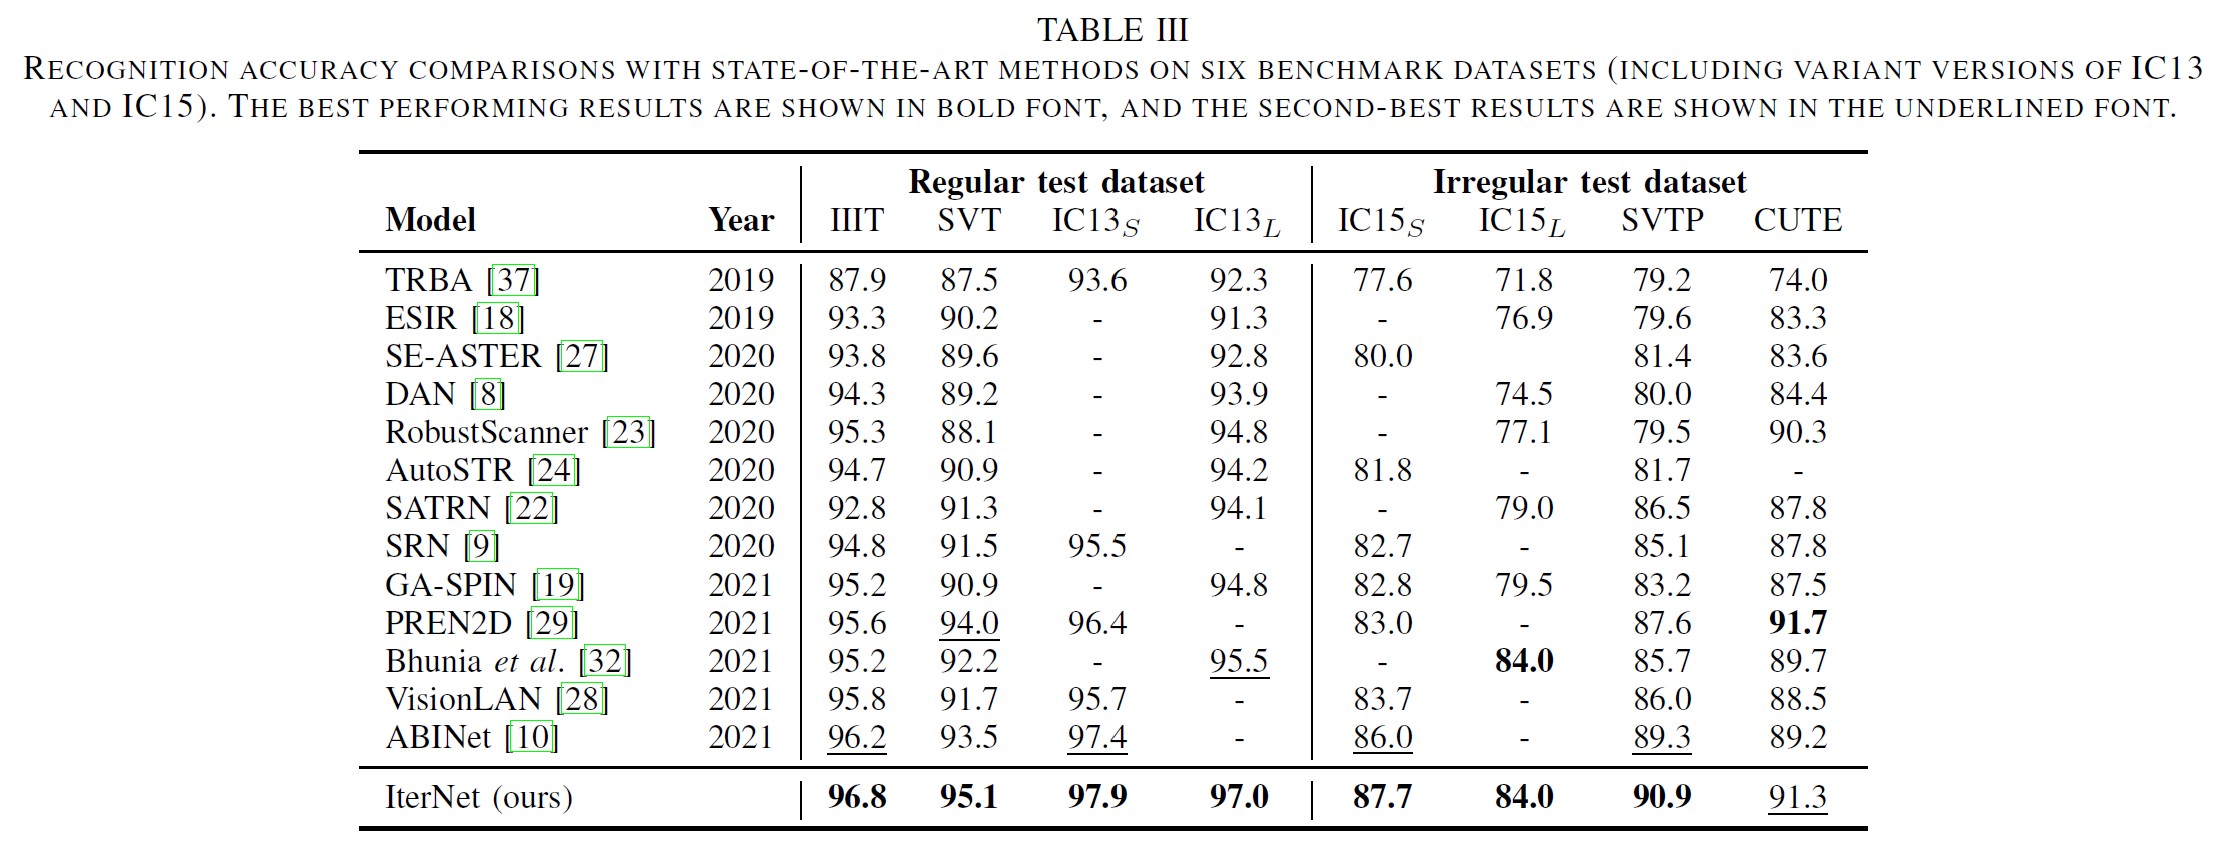 TABLE III
RECOGNITION ACCURACY COMPARISONS WITH STATE-OF-THE-ART METHODS ON SIX BENCHMARK DATASETS (INCLUDING VARIANT VERSIONS OF IC13
AND IC15). THE BEST PERFORMING RESULTS ARE SHOWN IN BOLD FONT, AND THE SECOND-BEST RESULTS ARE SHOWN IN THE UNDERLINED FONT.
Regular test dataset Irregular test dataset
Model Year IIIT SVT IC13S IC13L IC15S IC15L SVTP CUTE
TRBA [37] 2019 87.9 87.5 93.6 92.3 77.6 71.8 79.2 74.0
ESIR [18] 2019 93.3 90.2 - 91.3 - 76.9 79.6 83.3
SE-ASTER [27] 2020 93.8 89.6 - 92.8 80.0 81.4 83.6
DAN [8] 2020 94.3 89.2 - 93.9 - 74.5 80.0 84.4
RobustScanner [23] 2020 95.3 88.1 - 94.8 - 77.1 79.5 90.3
AutoSTR [24] 2020 94.7 90.9 - 94.2 81.8 - 81.7 -
SATRN [22] 2020 92.8 91.3 - 94.1 - 79.0 86.5 87.8
SRN [9] 2020 94.8 91.5 95.5 - 82.7 - 85.1 87.8
GA-SPIN [19] 2021 95.2 90.9 - 94.8 82.8 79.5 83.2 87.5
PREN2D [29] 2021 95.6 94.0 96.4 - 83.0 - 87.6 91.7
Bhunia et al. [32] 2021 95.2 92.2 - 95.5 - 84.0 85.7 89.7
VisionLAN [28] 2021 95.8 91.7 95.7 - 83.7 - 86.0 88.5
ABINet [10] 2021 96.2 93.5 97.4 - 86.0 - 89.3 89.2
IterNet (ours) 96.8 95.1 97.9 97.0 87.7 84.0 90.9 91.3